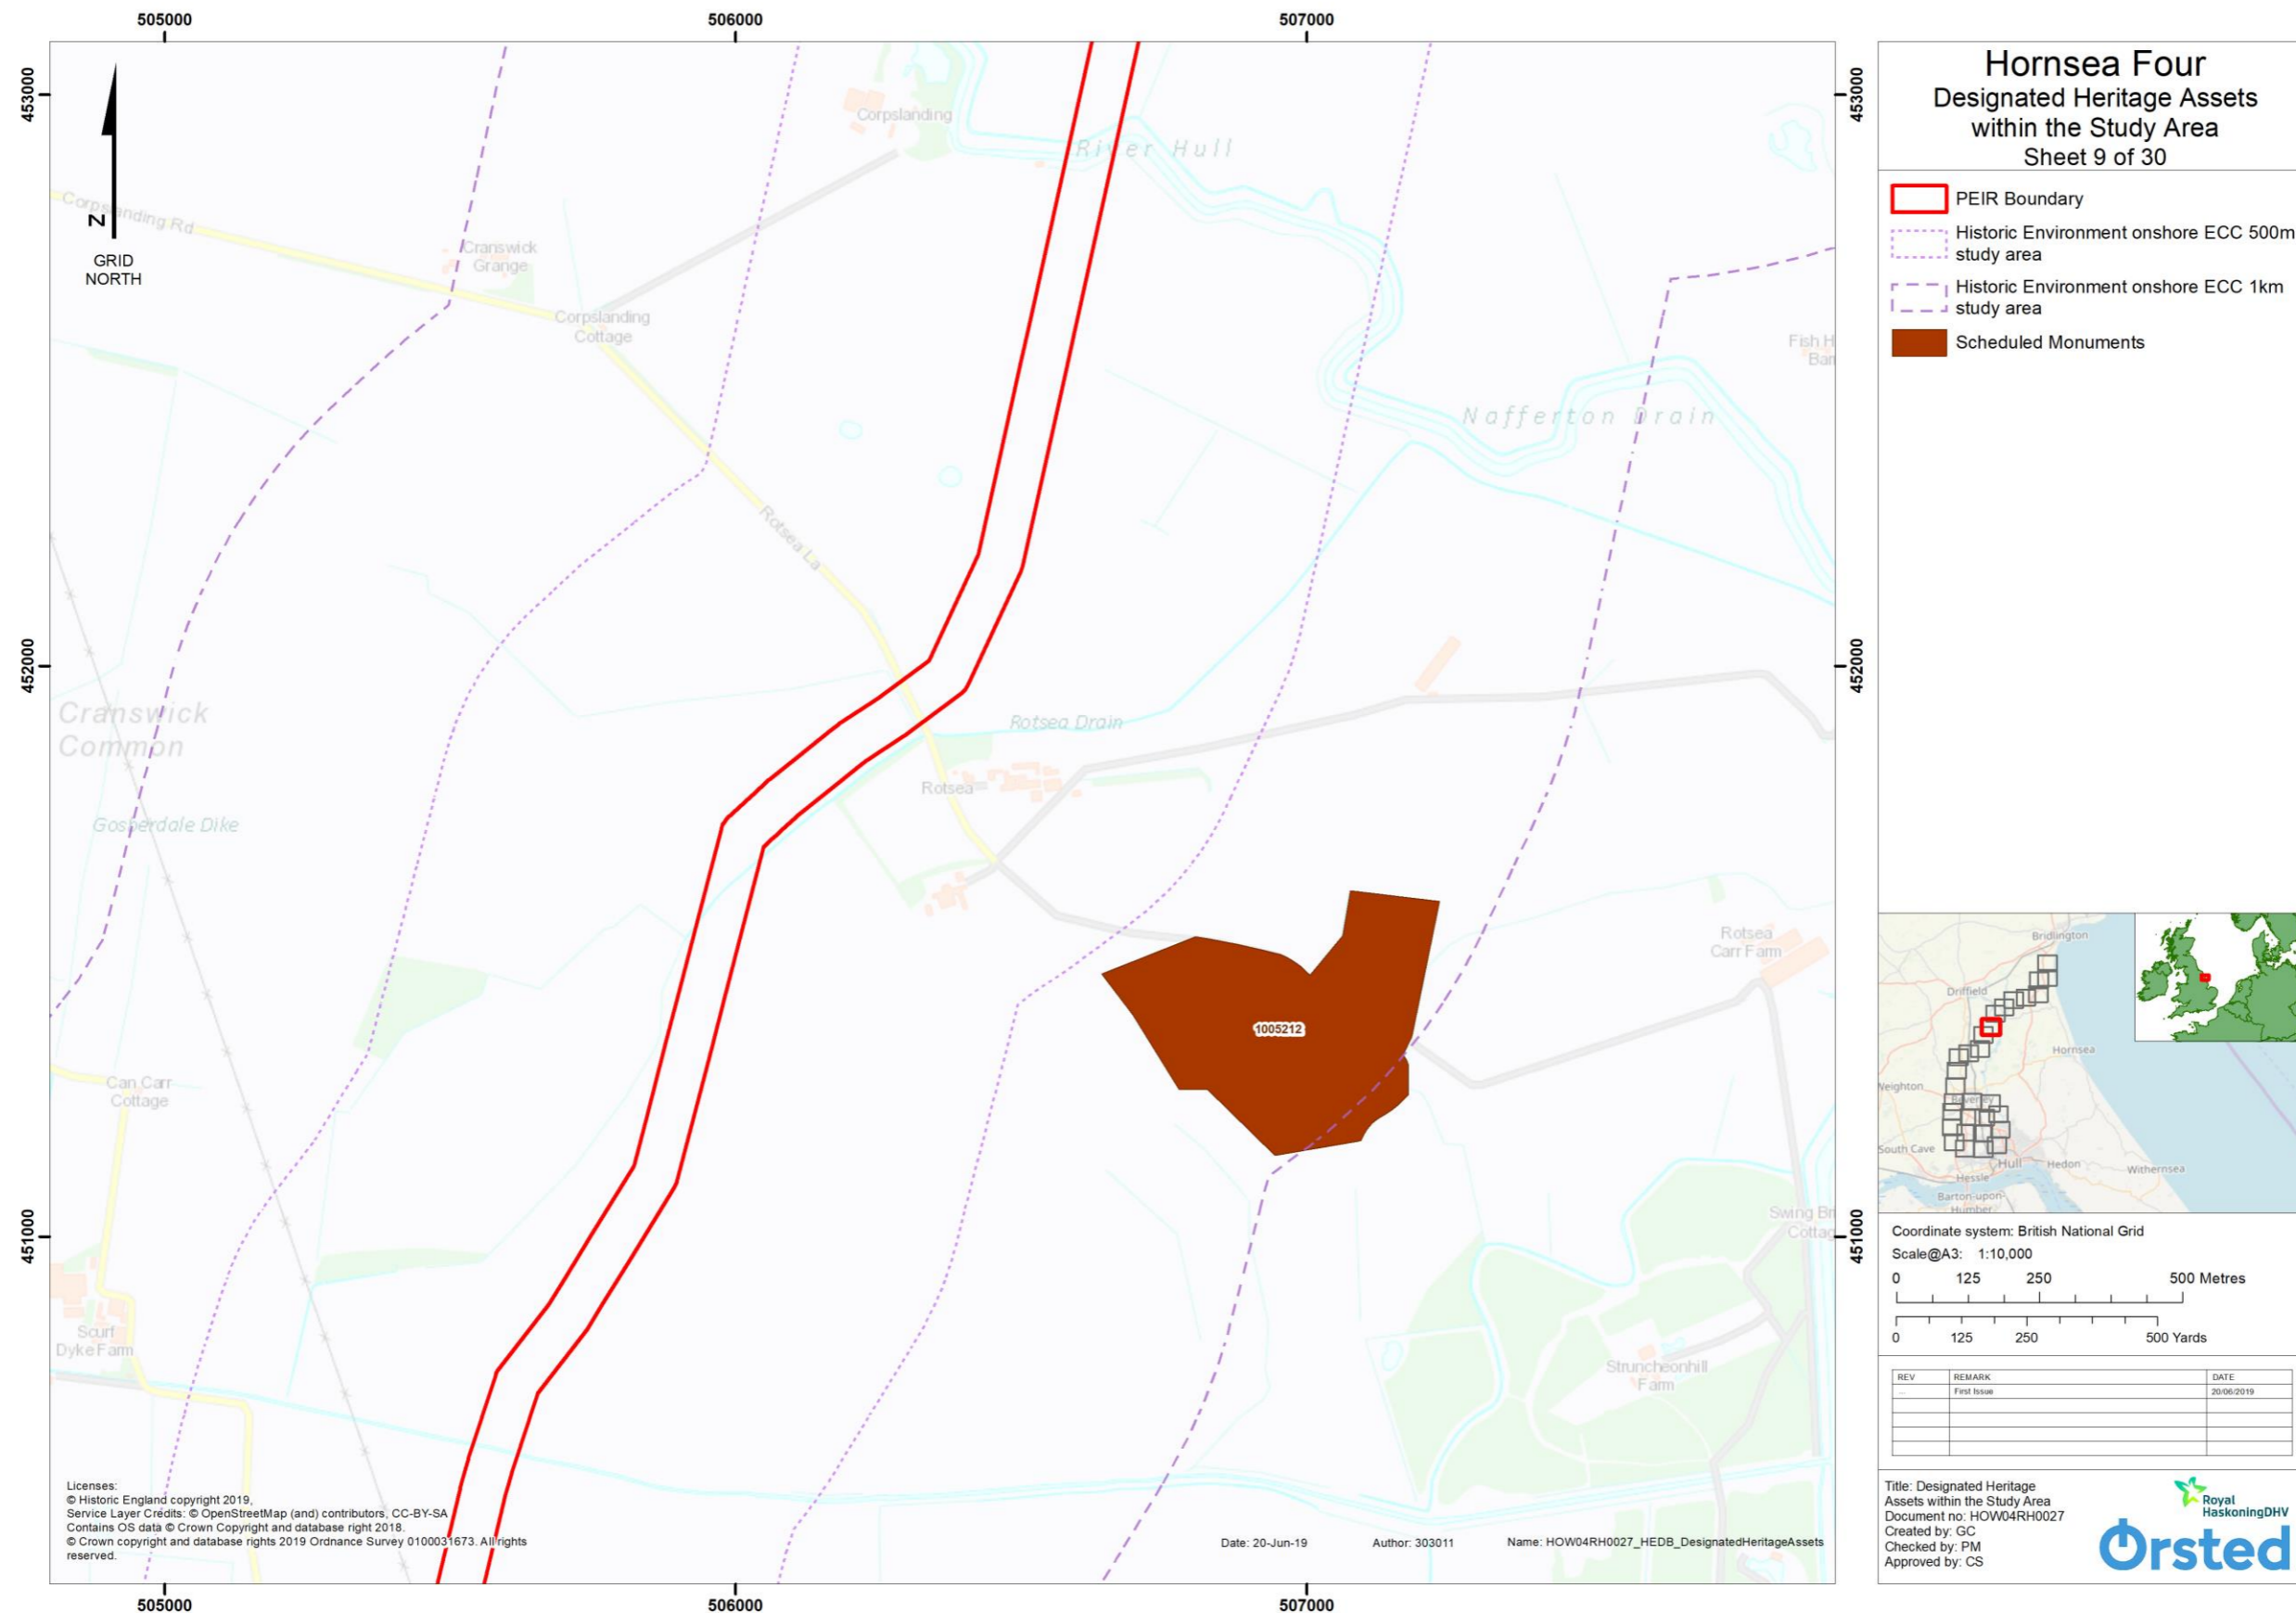 505000
506000
507000
453000
453000
GRID
NORTH
N
Corpslanding
River Hull
Corpslanding Rd
Cranswick
Grange
Corpslanding
Cottage
Nafferton Drain
Rotsea La
452000
452000
Cranswick
Common
Rotsea Drain
Rotsea
Gosperdale Dike
Rotsea
Carr Farm
1005212
Can Carr
Cottage
451000
451000
Scurf
Dyke Farm
Struncheonhill
Farm
Licenses:
© Historic England copyright 2019,
Service Layer Credits: © OpenStreetMap (and) contributors, CC-BY-SA
Contains OS data © Crown Copyright and database right 2018.
© Crown copyright and database rights 2019 Ordnance Survey 0100031673. All rights
reserved.
Date: 20-Jun-19 Author: 303011 Name: HOW04RH0027_HEDB_DesignatedHeritageAssets
505000
506000
507000
Hornsea Four
Designated Heritage Assets
within the Study Area
Sheet 9 of 30
PEIR Boundary
Historic Environment onshore ECC 500m
study area
Historic Environment onshore ECC 1km
study area
Scheduled Monuments
Bridlington
Driffield
Hornsea
Weighton
Beverley
South Cave
Hull
Hedon
Withernsea
Hessle
Barton-upon-
Humber
Coordinate system: British National Grid
Scale@A3: 1:10,000
0 125 250 500 Metres
0 125 250 500 Yards
REV REMARK DATE
... First Issue 20/06/2019
Title: Designated Heritage
Assets within the Study Area
Document no: HOW04RH0027
Created by: GC
Checked by: PM
Approved by: CS
Royal
HaskoningDHV
Orsted